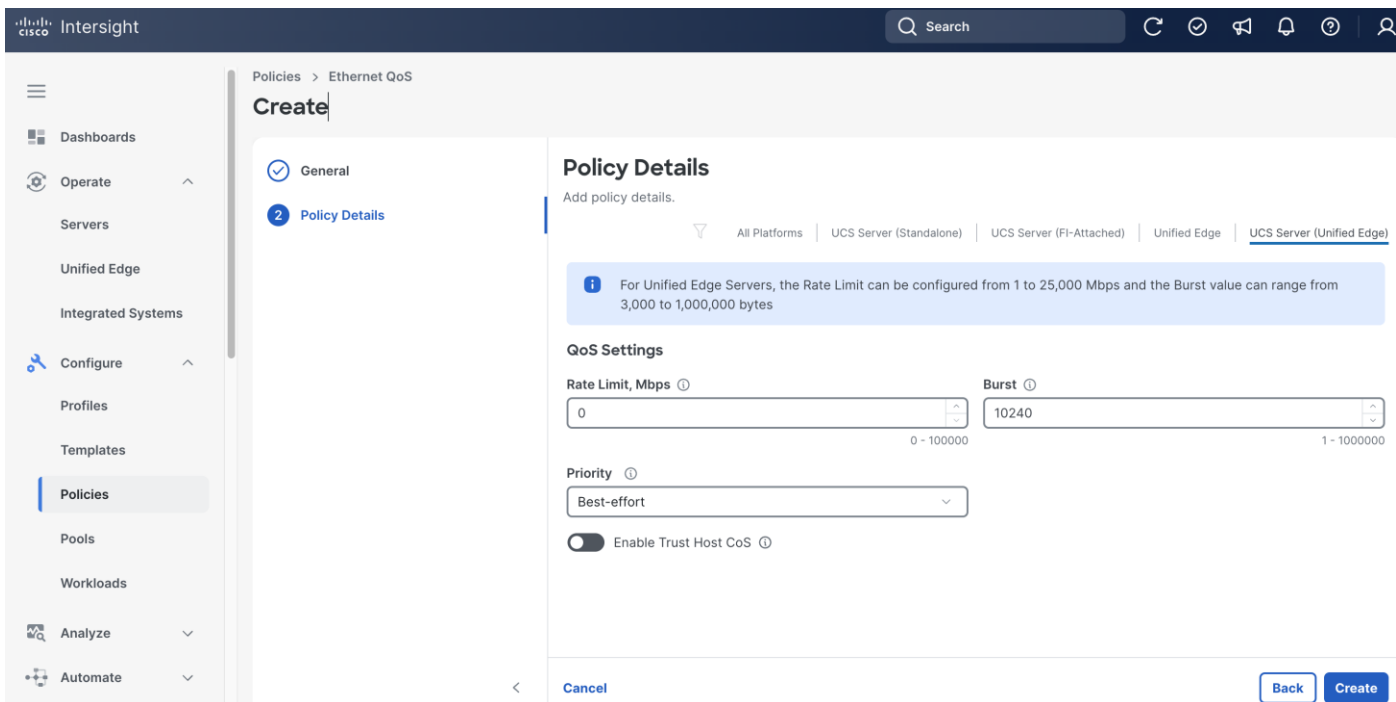 cisco Intersight
Search
Policies > Ethernet QoS
Create
Dashboards
Operate
Servers
Unified Edge
Integrated Systems
Configure
Profiles
Templates
Policies
Pools
Workloads
Analyze
Automate
General
2 Policy Details
Policy Details
Add policy details.
All Platforms | UCS Server (Standalone) | UCS Server (FI-Attached) | Unified Edge | UCS Server (Unified Edge)
For Unified Edge Servers, the Rate Limit can be configured from 1 to 25,000 Mbps and the Burst value can range from
3,000 to 1,000,000 bytes
QoS Settings
Rate Limit, Mbps
0
0 - 100000
Burst
10240
1 - 1000000
Priority
Best-effort
Enable Trust Host CoS
Cancel
Back
Create